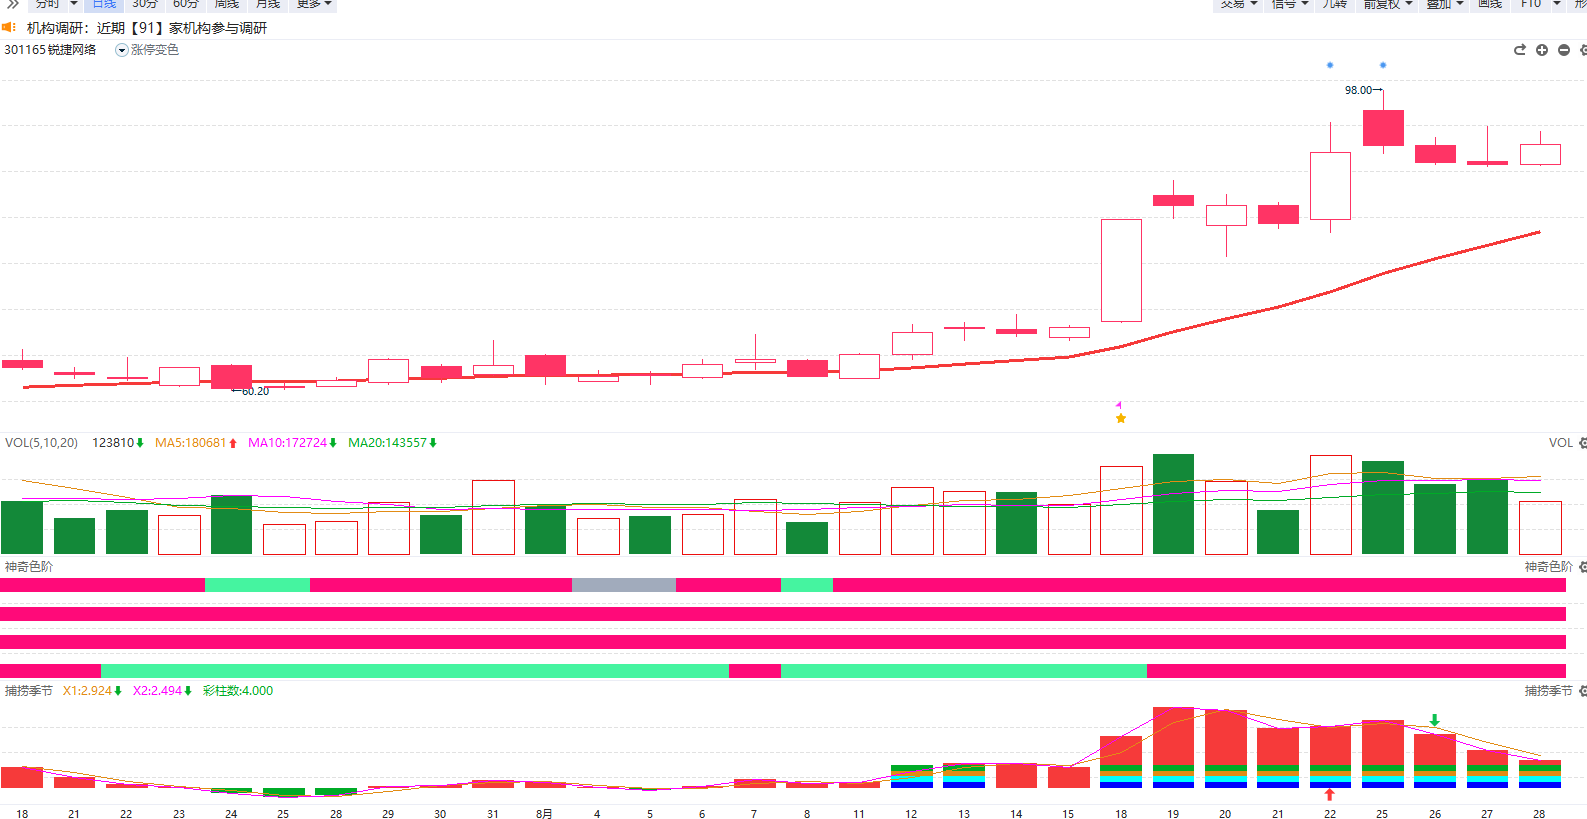 分时 日线 30分 60分 周线 月线 更多 交易 信号 九转 前复权 叠加 画线 F10
机构调研：近期【91】家机构参与调研
301165 锐捷网络 涨停变色
98.00
60.20
VOL(5,10,20) 123810 MA5:180681 MA10:172724 MA20:143557 VOL
神奇色阶 神奇色阶
捕捞季节 X1:2.924 X2:2.494 彩柱数:4.000 捕捞季节
18 21 22 23 24 25 28 29 30 31 8月 4 5 6 7 8 11 12 13 14 15 18 19 20 21 22 25 26 27 28